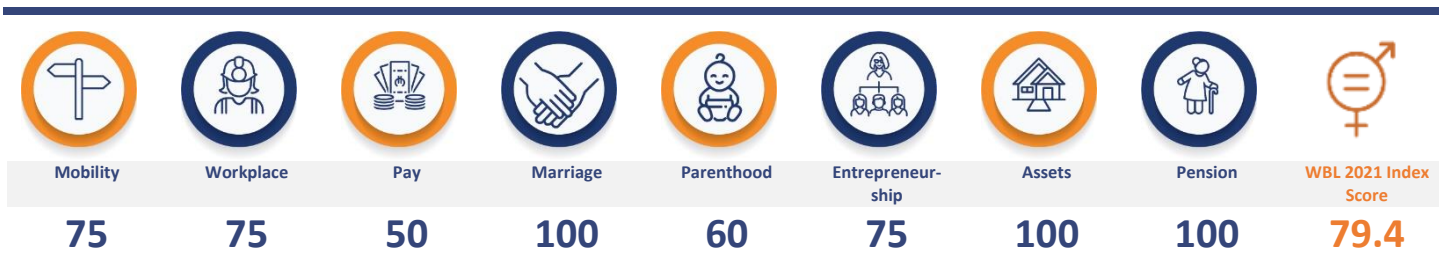 Mobility
Workplace
Pay
Marriage
Parenthood
Entrepreneur-
ship
Assets
Pension
WBL 2021 Index
Score
75
75
50
100
60
75
100
100
79.4